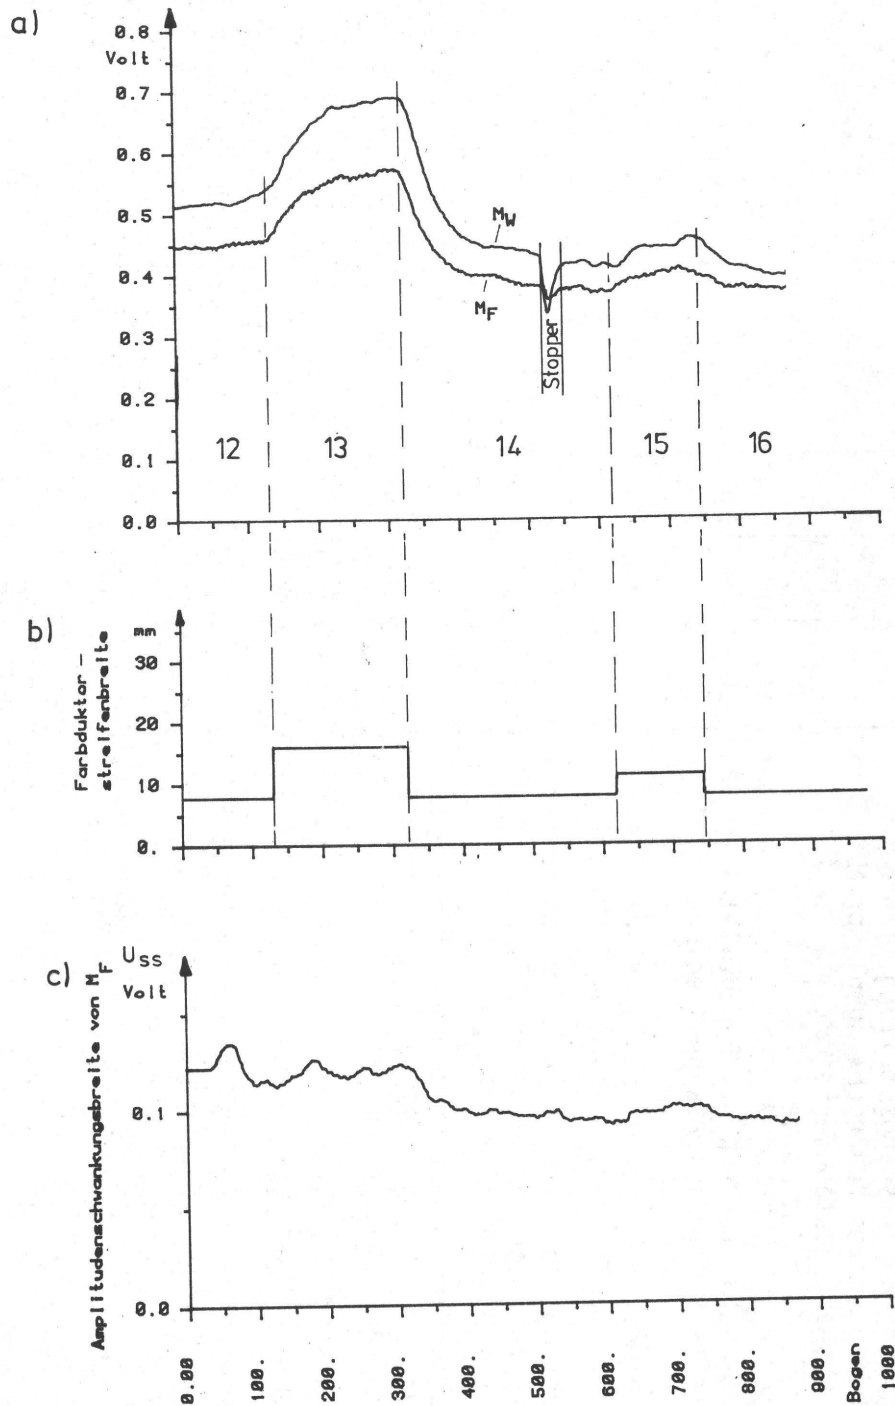 a)
0.8
Volt
0.7
0.6
0.5
0.4
0.3
0.2
0.1
0.0
M_W
M_F
Stopper
12
13
14
15
16
b)
Farbduktor-
streifenbreite
mm
30
20
10
0.
c)
Amplitudenschwankungsbreite von M_F
U_SS
Volt
0.1
0.0
0.00
100.
200.
300.
400.
500.
600.
700.
800.
900.
Bogen
1000